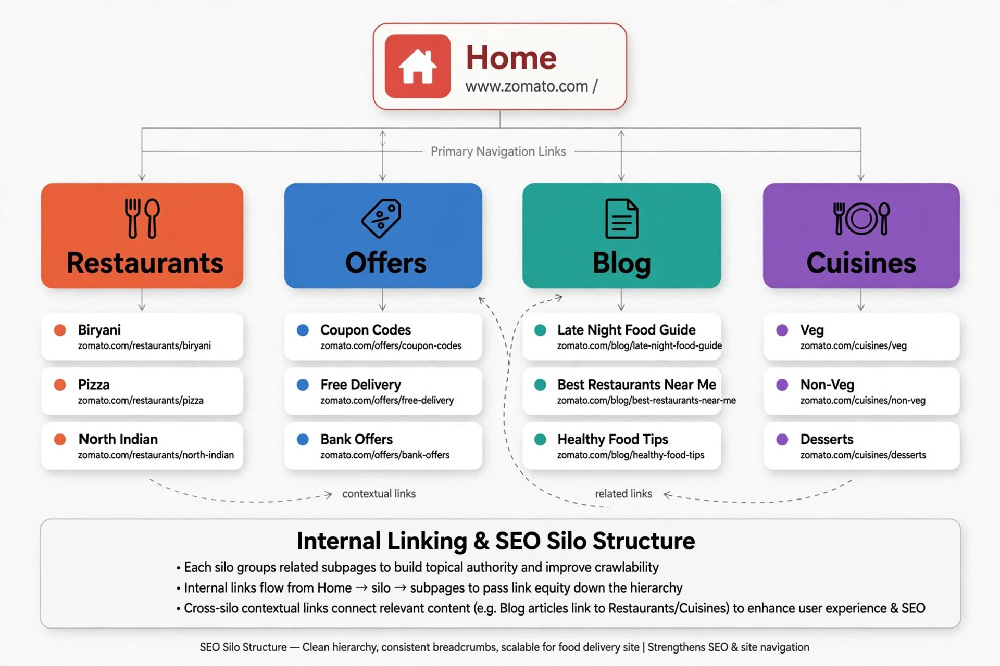 Home
www.zomato.com /
Primary Navigation Links
Restaurants
Biryani
zomato.com/restaurants/biryani
Pizza
zomato.com/restaurants/pizza
North Indian
zomato.com/restaurants/north-indian
Offers
Coupon Codes
zomato.com/offers/coupon-codes
Free Delivery
zomato.com/offers/free-delivery
Bank Offers
zomato.com/offers/bank-offers
Blog
Late Night Food Guide
zomato.com/blog/late-night-food-guide
Best Restaurants Near Me
zomato.com/blog/best-restaurants-near-me
Healthy Food Tips
zomato.com/blog/healthy-food-tips
Cuisines
Veg
zomato.com/cuisines/veg
Non-Veg
zomato.com/cuisines/non-veg
Desserts
zomato.com/cuisines/desserts
contextual links
related links
Internal Linking & SEO Silo Structure
• Each silo groups related subpages to build topical authority and improve crawlability
• Internal links flow from Home → silo → subpages to pass link equity down the hierarchy
• Cross-silo contextual links connect relevant content (e.g. Blog articles link to Restaurants/Cuisines) to enhance user experience & SEO
SEO Silo Structure — Clean hierarchy, consistent breadcrumbs, scalable for food delivery site | Strengthens SEO & site navigation